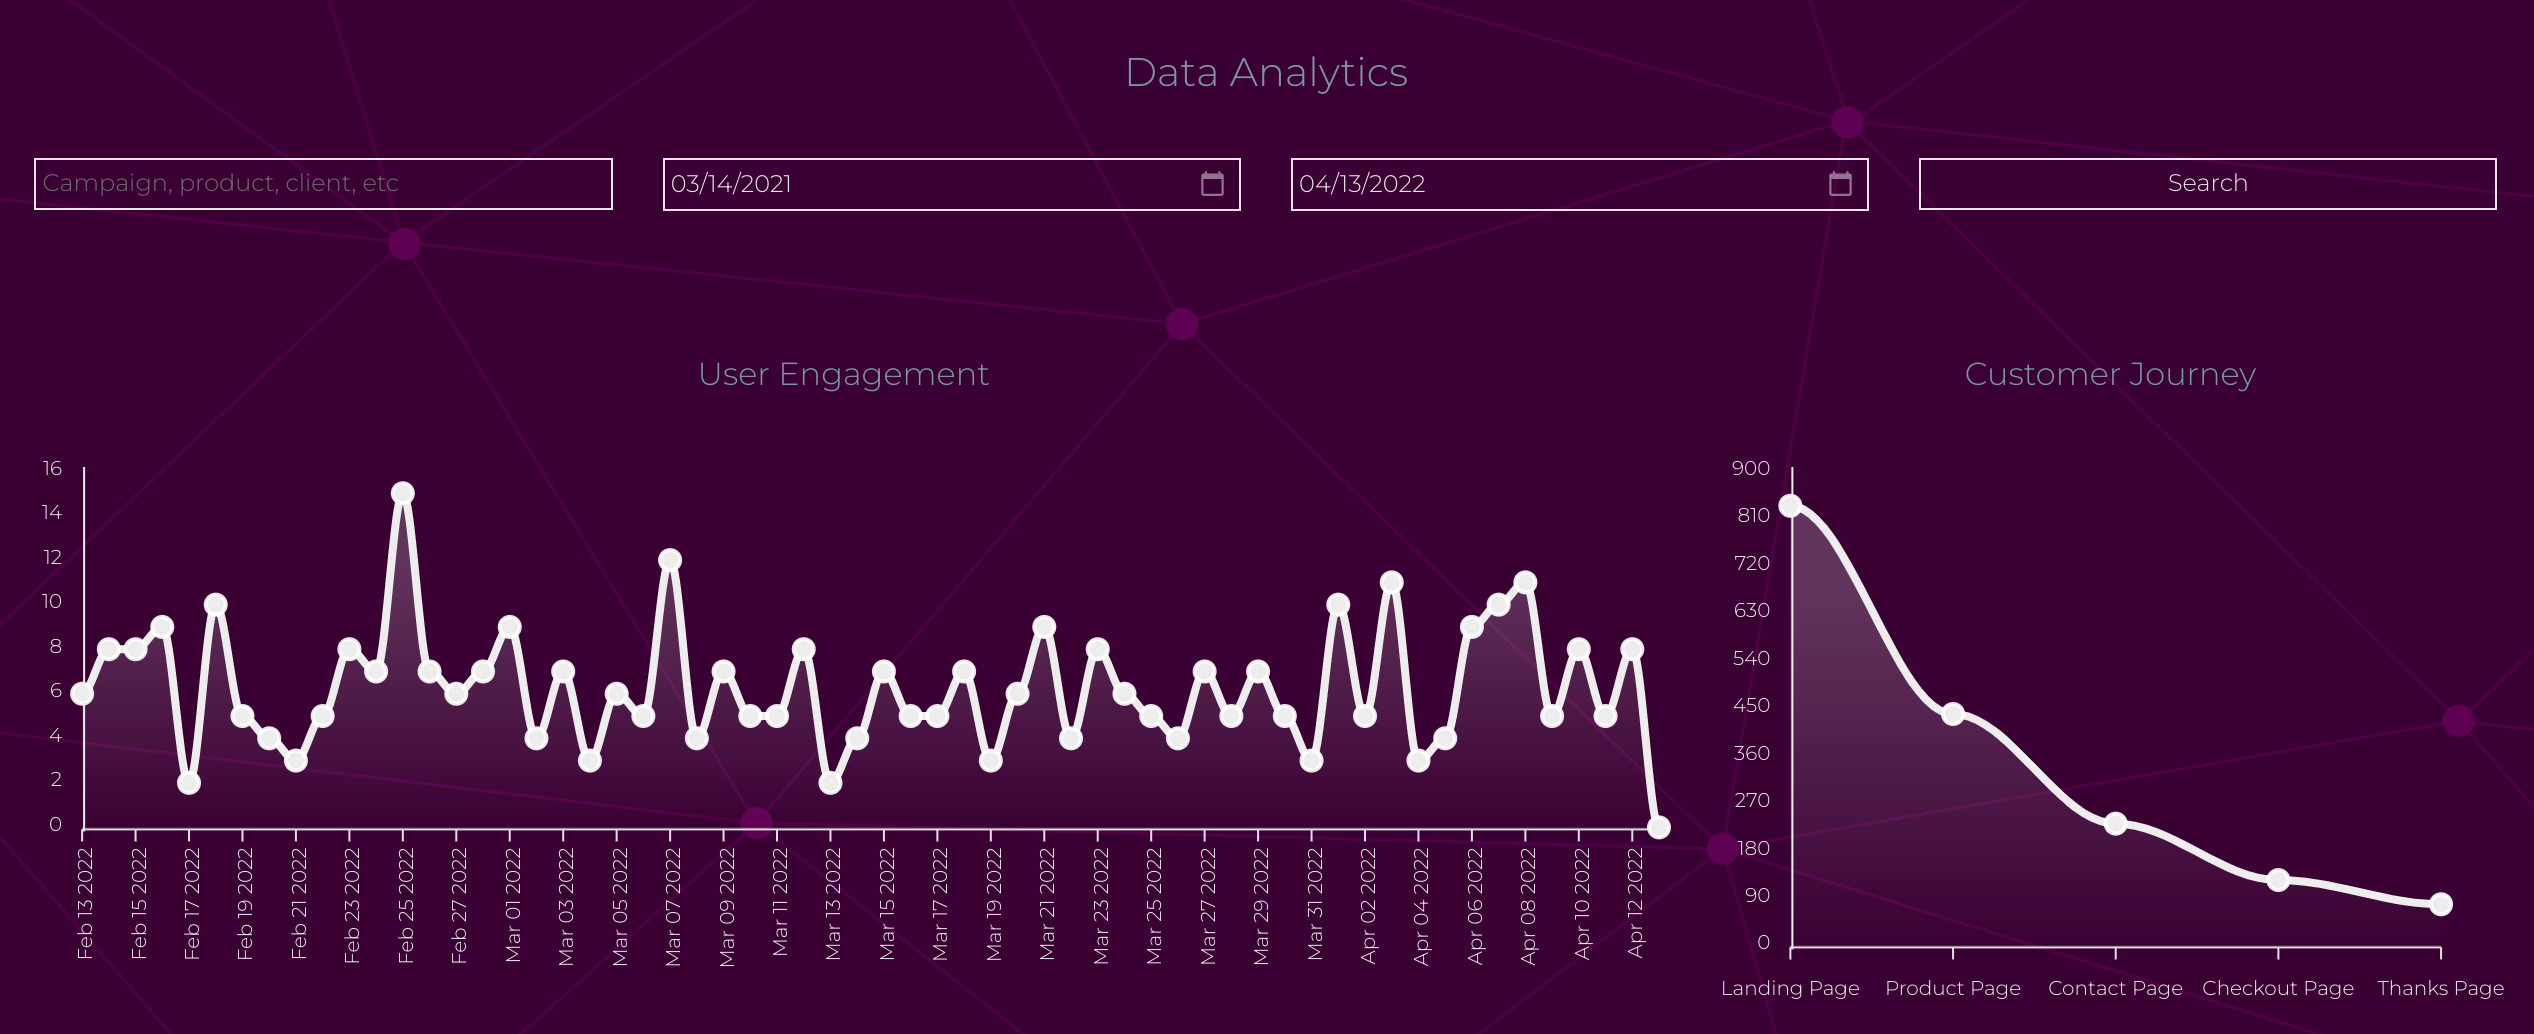 Data Analytics
Campaign, product, client, etc
03/14/2021
04/13/2022
Search
User Engagement
16
14
12
10
8
6
4
2
0
Feb 13 2022
Feb 15 2022
Feb 17 2022
Feb 19 2022
Feb 21 2022
Feb 23 2022
Feb 25 2022
Feb 27 2022
Mar 01 2022
Mar 03 2022
Mar 05 2022
Mar 07 2022
Mar 09 2022
Mar 11 2022
Mar 13 2022
Mar 15 2022
Mar 17 2022
Mar 19 2022
Mar 21 2022
Mar 23 2022
Mar 25 2022
Mar 27 2022
Mar 29 2022
Mar 31 2022
Apr 02 2022
Apr 04 2022
Apr 06 2022
Apr 08 2022
Apr 10 2022
Apr 12 2022
Customer Journey
900
810
720
630
540
450
360
270
180
90
0
Landing Page
Product Page
Contact Page
Checkout Page
Thanks Page